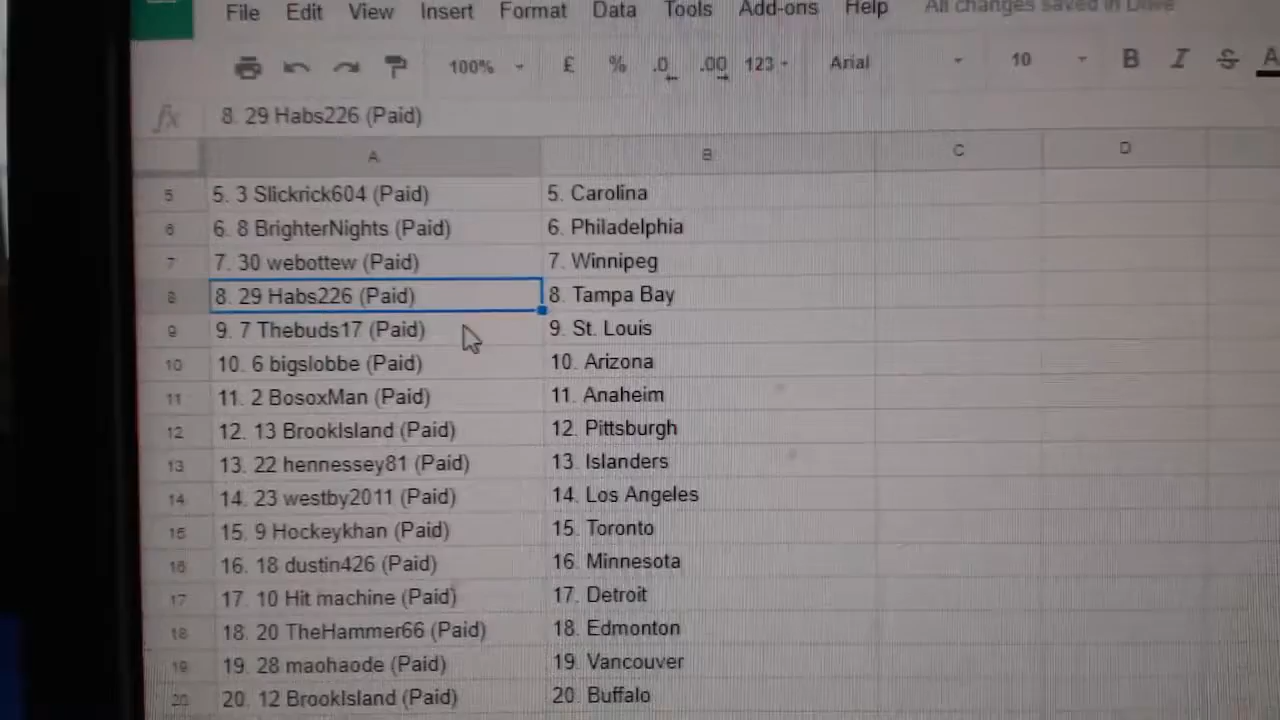 File Edit View Insert Format Data Tools Add-ons Help All changes saved in Drive
100% £ % .0 .00 123 Arial 10 B I S A
fx 8. 29 Habs226 (Paid)
A B C D
5 5. 3 Slickrick604 (Paid) 5. Carolina
6 6. 8 BrighterNights (Paid) 6. Philadelphia
7 7. 30 webottew (Paid) 7. Winnipeg
8 8. 29 Habs226 (Paid) 8. Tampa Bay
9 9. 7 Thebuds17 (Paid) 9. St. Louis
10 10. 6 bigslobbe (Paid) 10. Arizona
11 11. 2 BosoxMan (Paid) 11. Anaheim
12 12. 13 BrookIsland (Paid) 12. Pittsburgh
13 13. 22 hennessey81 (Paid) 13. Islanders
14 14. 23 westby2011 (Paid) 14. Los Angeles
15 15. 9 Hockeykhan (Paid) 15. Toronto
16 16. 18 dustin426 (Paid) 16. Minnesota
17 17. 10 Hit machine (Paid) 17. Detroit
18 18. 20 TheHammer66 (Paid) 18. Edmonton
19 19. 28 maohaode (Paid) 19. Vancouver
20 20. 12 BrookIsland (Paid) 20. Buffalo